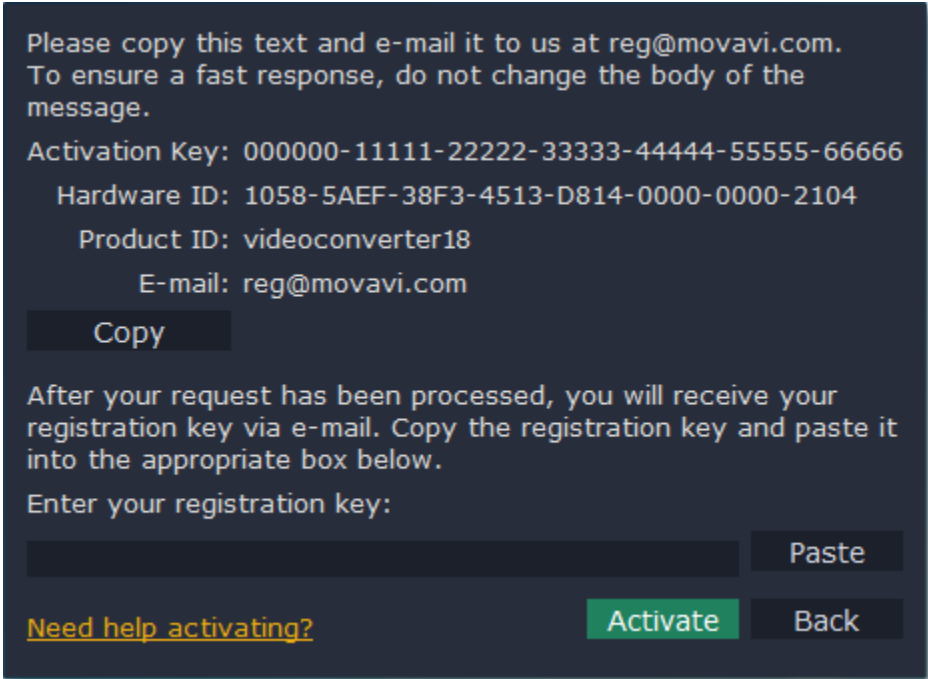 Please copy this text and e-mail it to us at reg@movavi.com.
To ensure a fast response, do not change the body of the
message.
Activation Key: 000000-11111-22222-33333-44444-55555-66666
Hardware ID: 1058-5AEF-38F3-4513-D814-0000-0000-2104
Product ID: videoconverter18
E-mail: reg@movavi.com
Copy
After your request has been processed, you will receive your
registration key via e-mail. Copy the registration key and paste it
into the appropriate box below.
Enter your registration key:
Paste
Need help activating?
Activate
Back